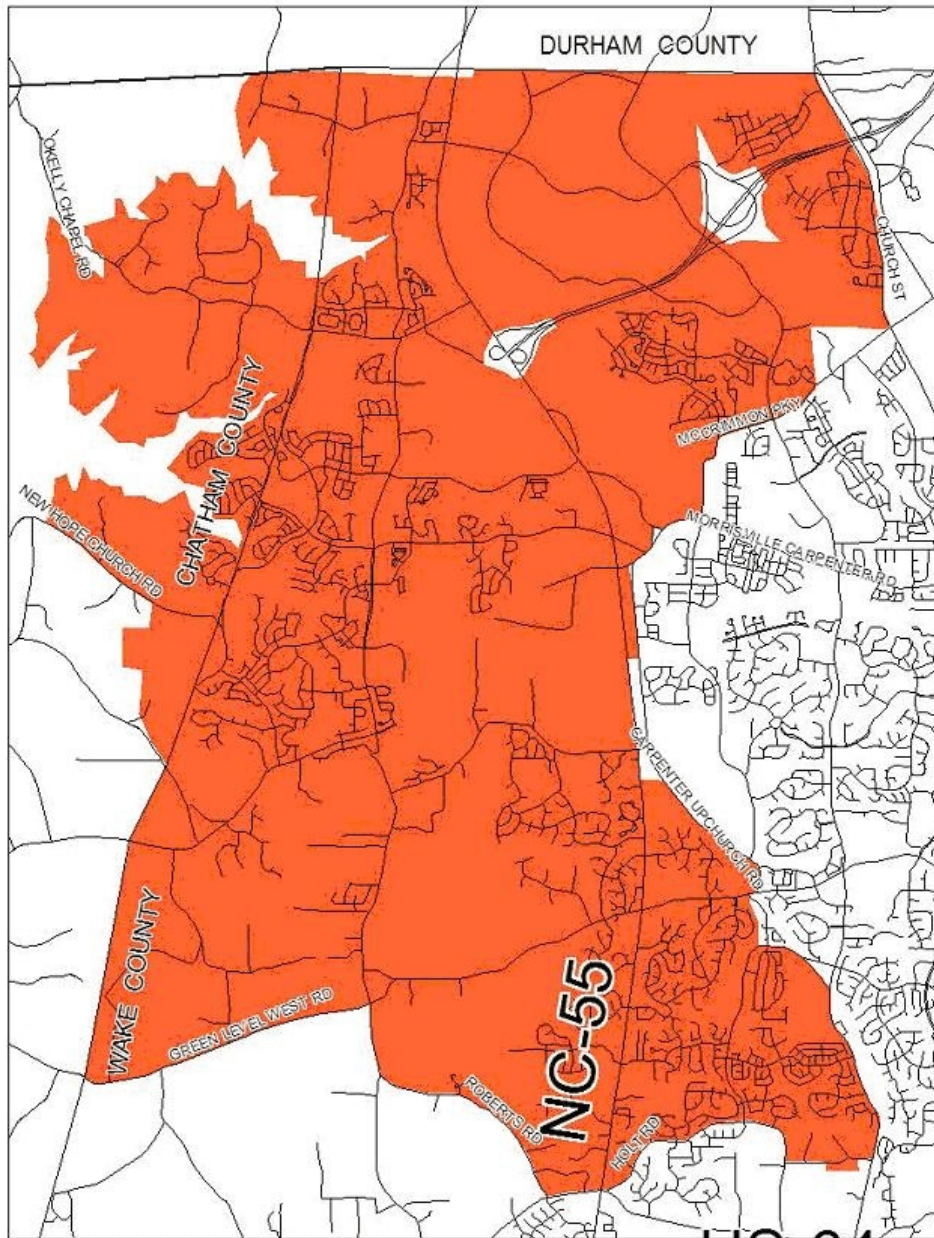 DURHAM COUNTY
OKELLY CHAPEL RD
CHURCH ST
CHATHAM COUNTY
MCCRIMMON PKY
NEW HOPE CHURCH RD
MORRISVILLE CARPENTER RD
CARPENTER UPCHURCH RD
WAKE COUNTY
GREEN LEVEL WEST RD
NC-55
ROBERTS RD
HOLT RD